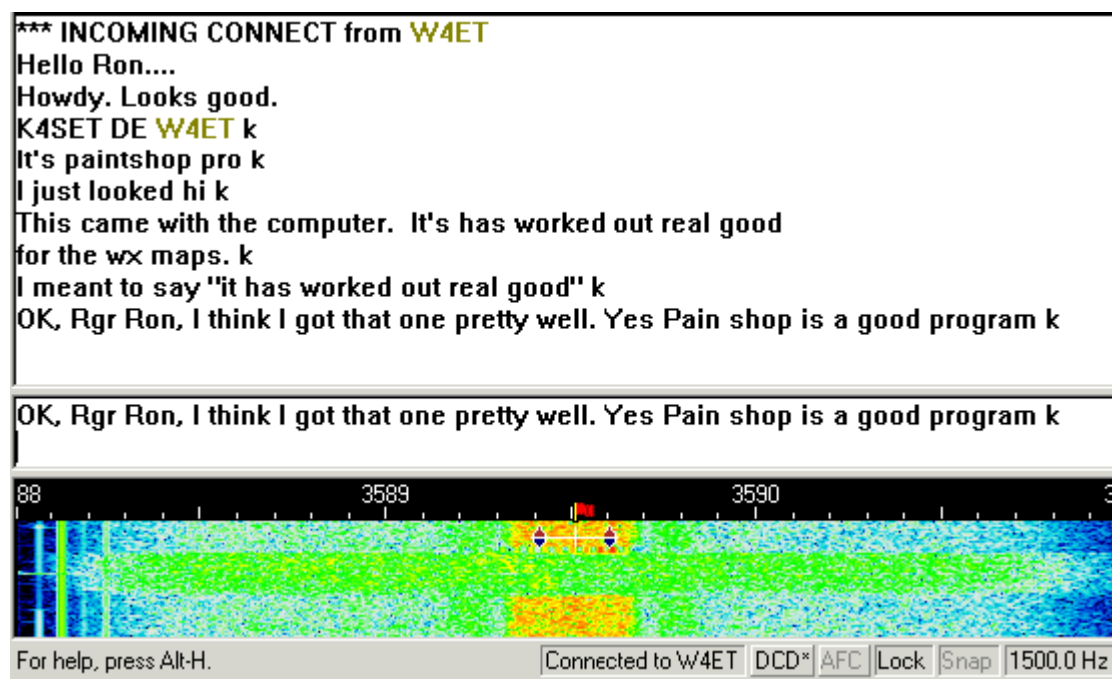 *** INCOMING CONNECT from W4ET
Hello Ron....
Howdy. Looks good.
K4SET DE W4ET k
It's paintshop pro k
I just looked hi k
This came with the computer.  It's has worked out real good
for the wx maps. k
I meant to say "it has worked out real good" k
OK, Rgr Ron, I think I got that one pretty well. Yes Pain shop is a good program k
OK, Rgr Ron, I think I got that one pretty well. Yes Pain shop is a good program k
88 3589 3590 3
For help, press Alt-H. Connected to W4ET DCD* AFC Lock Snap 1500.0 Hz